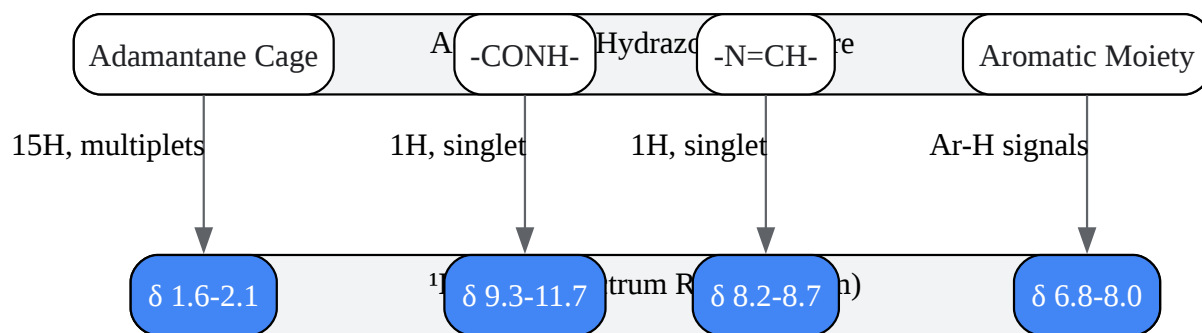 Adamantane Cage
-CONH-
-N=CH-
Aromatic Moiety
15H, multiplets
1H, singlet
1H, singlet
Ar-H signals
δ 1.6-2.1
δ 9.3-11.7
δ 8.2-8.7
δ 6.8-8.0